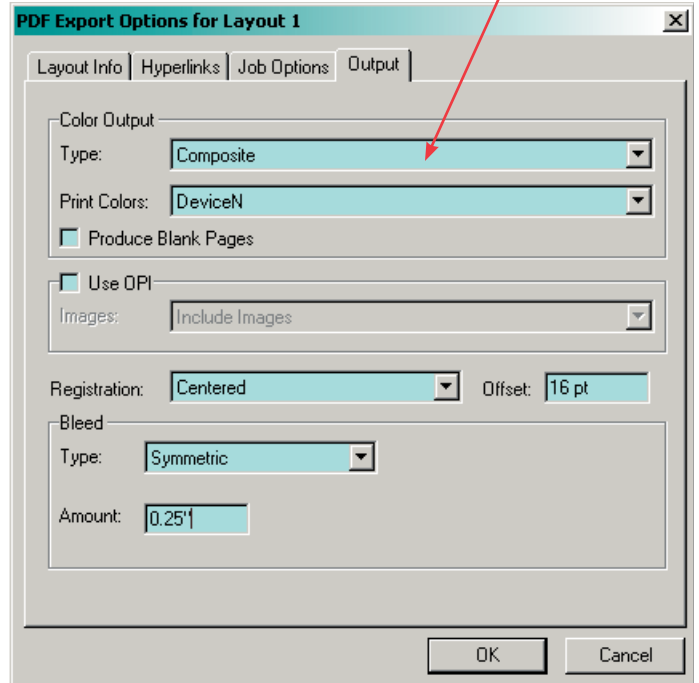 PDF Export Options for Layout 1
Layout Info Hyperlinks Job Options Output
Color Output
Type: Composite
Print Colors: DeviceN
Produce Blank Pages
Use OPI
Images: Include Images
Registration: Centered Offset: 16 pt
Bleed
Type: Symmetric
Amount: 0.25"
OK Cancel